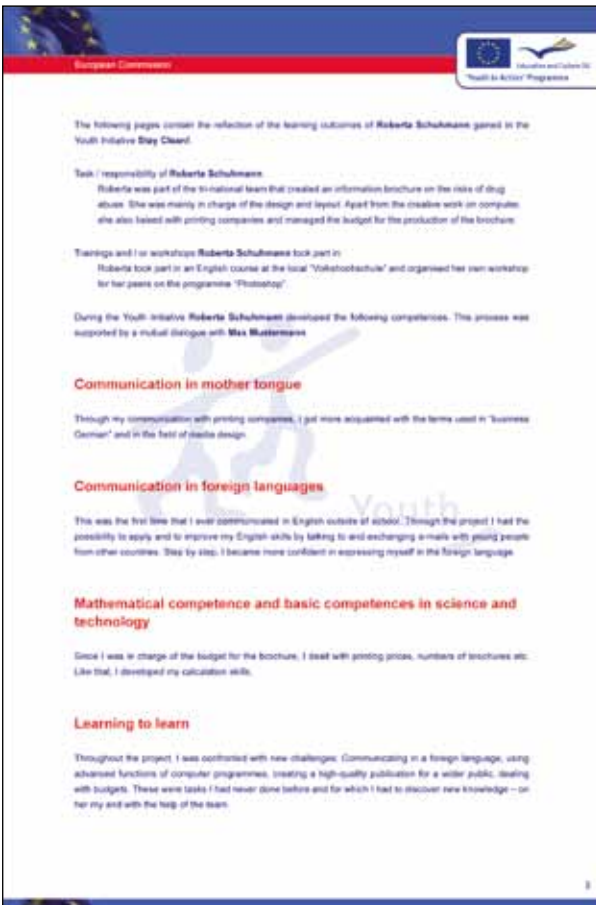 European Commission
Education and Culture DG
"Youth in Action" Programme
The following pages contain the reflection of the learning outcomes of Roberta Schuhmann gained in the
Youth Initiative Stay Clean!.
Task / responsibility of Roberta Schuhmann
Roberta was part of the tri-national team that created an information brochure on the risks of drug
abuse. She was mainly in charge of the design and layout. Apart from the creative work on computer,
she also liaised with printing companies and managed the budget for the production of the brochure.
Trainings and / or workshops Roberta Schuhmann took part in
Roberta took part in an English course at the local "Volkshochschule" and organised her own workshop
for her peers on the programme "Photoshop".
During the Youth Initiative Roberta Schuhmann developed the following competences. This process was
supported by a mutual dialogue with Max Mustermann.
Communication in mother tongue
Through my communication with printing companies, I got more acquainted with the terms used in "business
German" and in the field of media design.
Communication in foreign languages
Youth
This was the first time that I ever communicated in English outside of school. Through the project I had the
possibility to apply and to improve my English skills by talking to and exchanging e-mails with young people
from other countries. Step by step, I became more confident in expressing myself in the foreign language.
Mathematical competence and basic competences in science and
technology
Since I was in charge of the budget for the brochure, I dealt with printing prices, numbers of brochures etc.
Like that, I developed my calculation skills.
Learning to learn
Throughout the project, I was confronted with new challenges: Communicating in a foreign language, using
advanced functions of computer programmes, creating a high-quality publication for a wider public, dealing
with budgets. These were tasks I had never done before and for which I had to discover new knowledge – on
her my and with the help of the team.
3